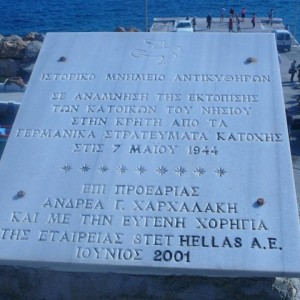 ΙΣΤΟΡΙΚΟ ΜΝΗΜΕΙΟ ΑΝΤΙΚΥΘΗΡΩΝ
ΣΕ ΑΝΑΜΝΗΣΗ ΤΗΣ ΕΚΤΟΠΙΣΗΣ
ΤΩΝ ΚΑΤΟΙΚΩΝ ΤΟΥ ΝΗΣΙΟΥ
ΣΤΗΝ ΚΡΗΤΗ ΑΠΟ ΤΑ
ΓΕΡΜΑΝΙΚΑ ΣΤΡΑΤΕΥΜΑΤΑ ΚΑΤΟΧΗΣ
ΣΤΙΣ 7 ΜΑΙΟΥ 1944
ΕΠΙ ΠΡΟΕΔΡΙΑΣ
ΑΝΔΡΕΑ Γ. ΧΑΡΧΑΛΑΚΗ
ΚΑΙ ΜΕ ΤΗΝ ΕΥΓΕΝΗ ΧΟΡΗΓΙΑ
ΤΗΣ ΕΤΑΙΡΕΙΑΣ STET HELLAS A.E.
ΙΟΥΝΙΟΣ 2001